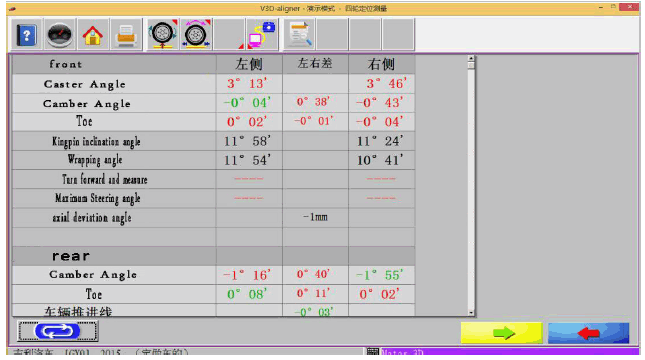 V3D-aligner - 演示模式 - 四轮定位测量
front 左侧 左右差 右侧
Caster Angle 3° 13' 3° 46'
Camber Angle -0° 04' 0° 38' -0° 43'
Toe 0° 02' -0° 01' -0° 04'
Kingpin inclination angle 11° 58' 11° 24'
Wrapping angle 11° 54' 10° 41'
Turn forward and measure ---- ----
Maximum Steering angle ---- ----
axial deviation angle -1mm
rear
Camber Angle -1° 16' 0° 40' -1° 55'
Toe 0° 08' 0° 11' 0° 02'
车辆推进线 -0° 03'
吉利汽车 2015